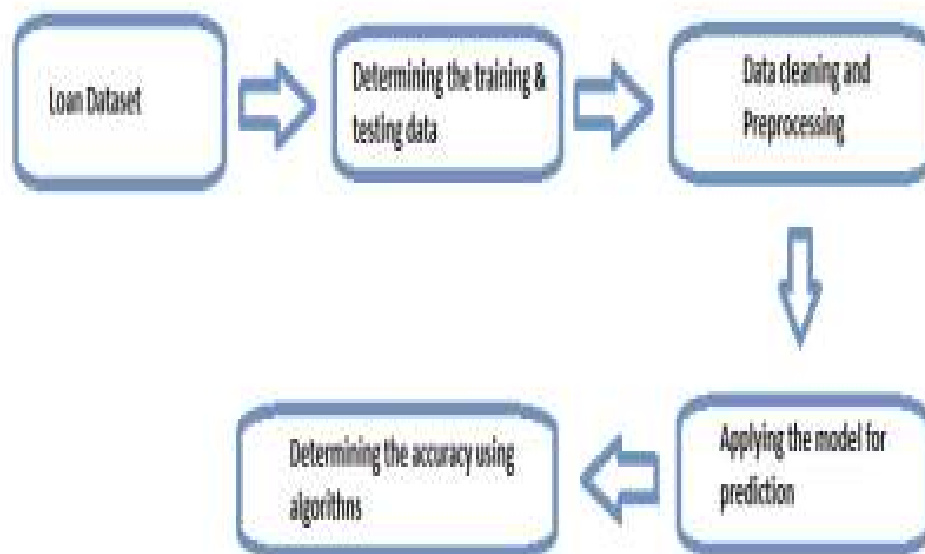 Loan Dataset
Determining the training &
testing data
Data cleaning and
Preprocessing
Applying the model for
prediction
Determining the accuracy using
algorithns